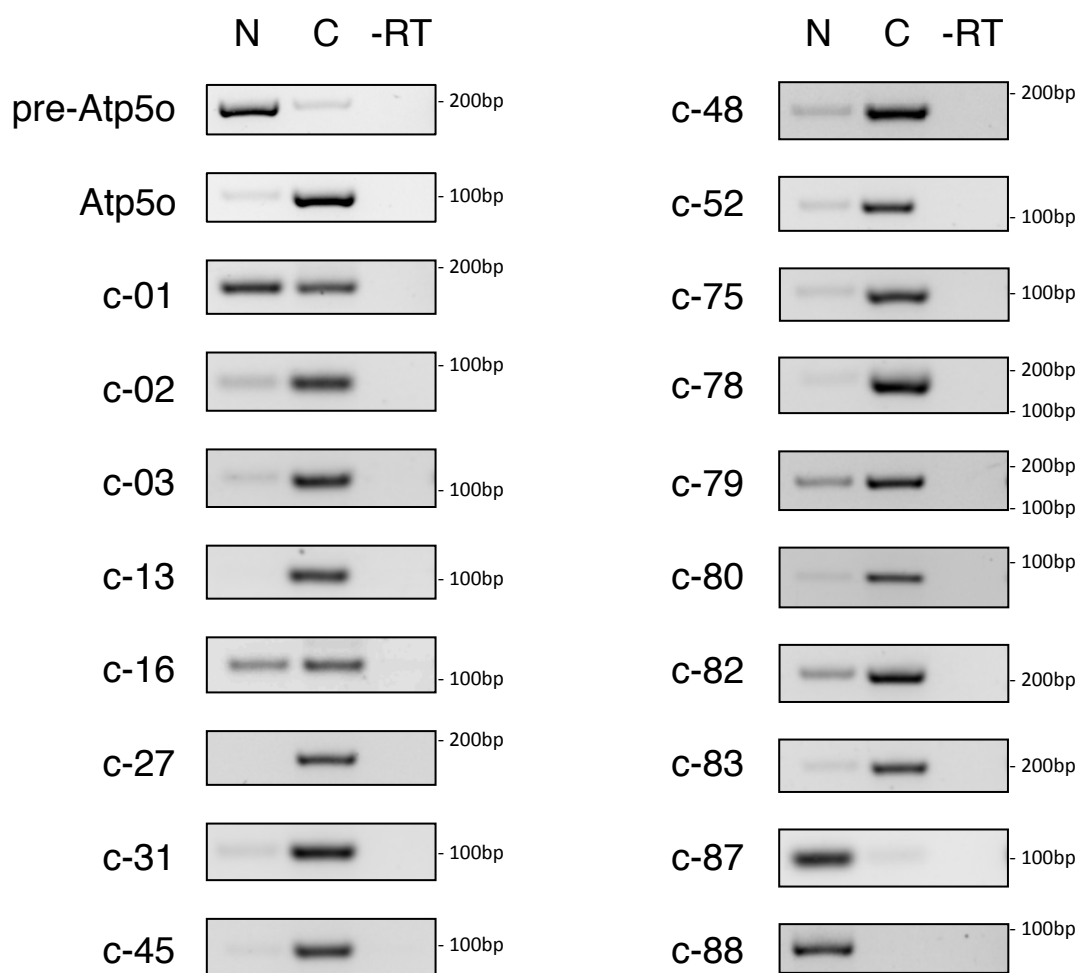 N C -RT
pre-Atp5o - 200bp
Atp5o - 100bp
c-01 - 200bp
c-02 - 100bp
c-03 - 100bp
c-13 - 100bp
c-16 - 100bp
c-27 - 200bp
c-31 - 100bp
c-45 - 100bp
N C -RT
c-48 - 200bp
c-52 - 100bp
c-75 - 100bp
c-78 - 200bp
- 100bp
c-79 - 200bp
- 100bp
c-80 - 100bp
c-82 - 200bp
c-83 - 200bp
c-87 - 100bp
c-88 - 100bp